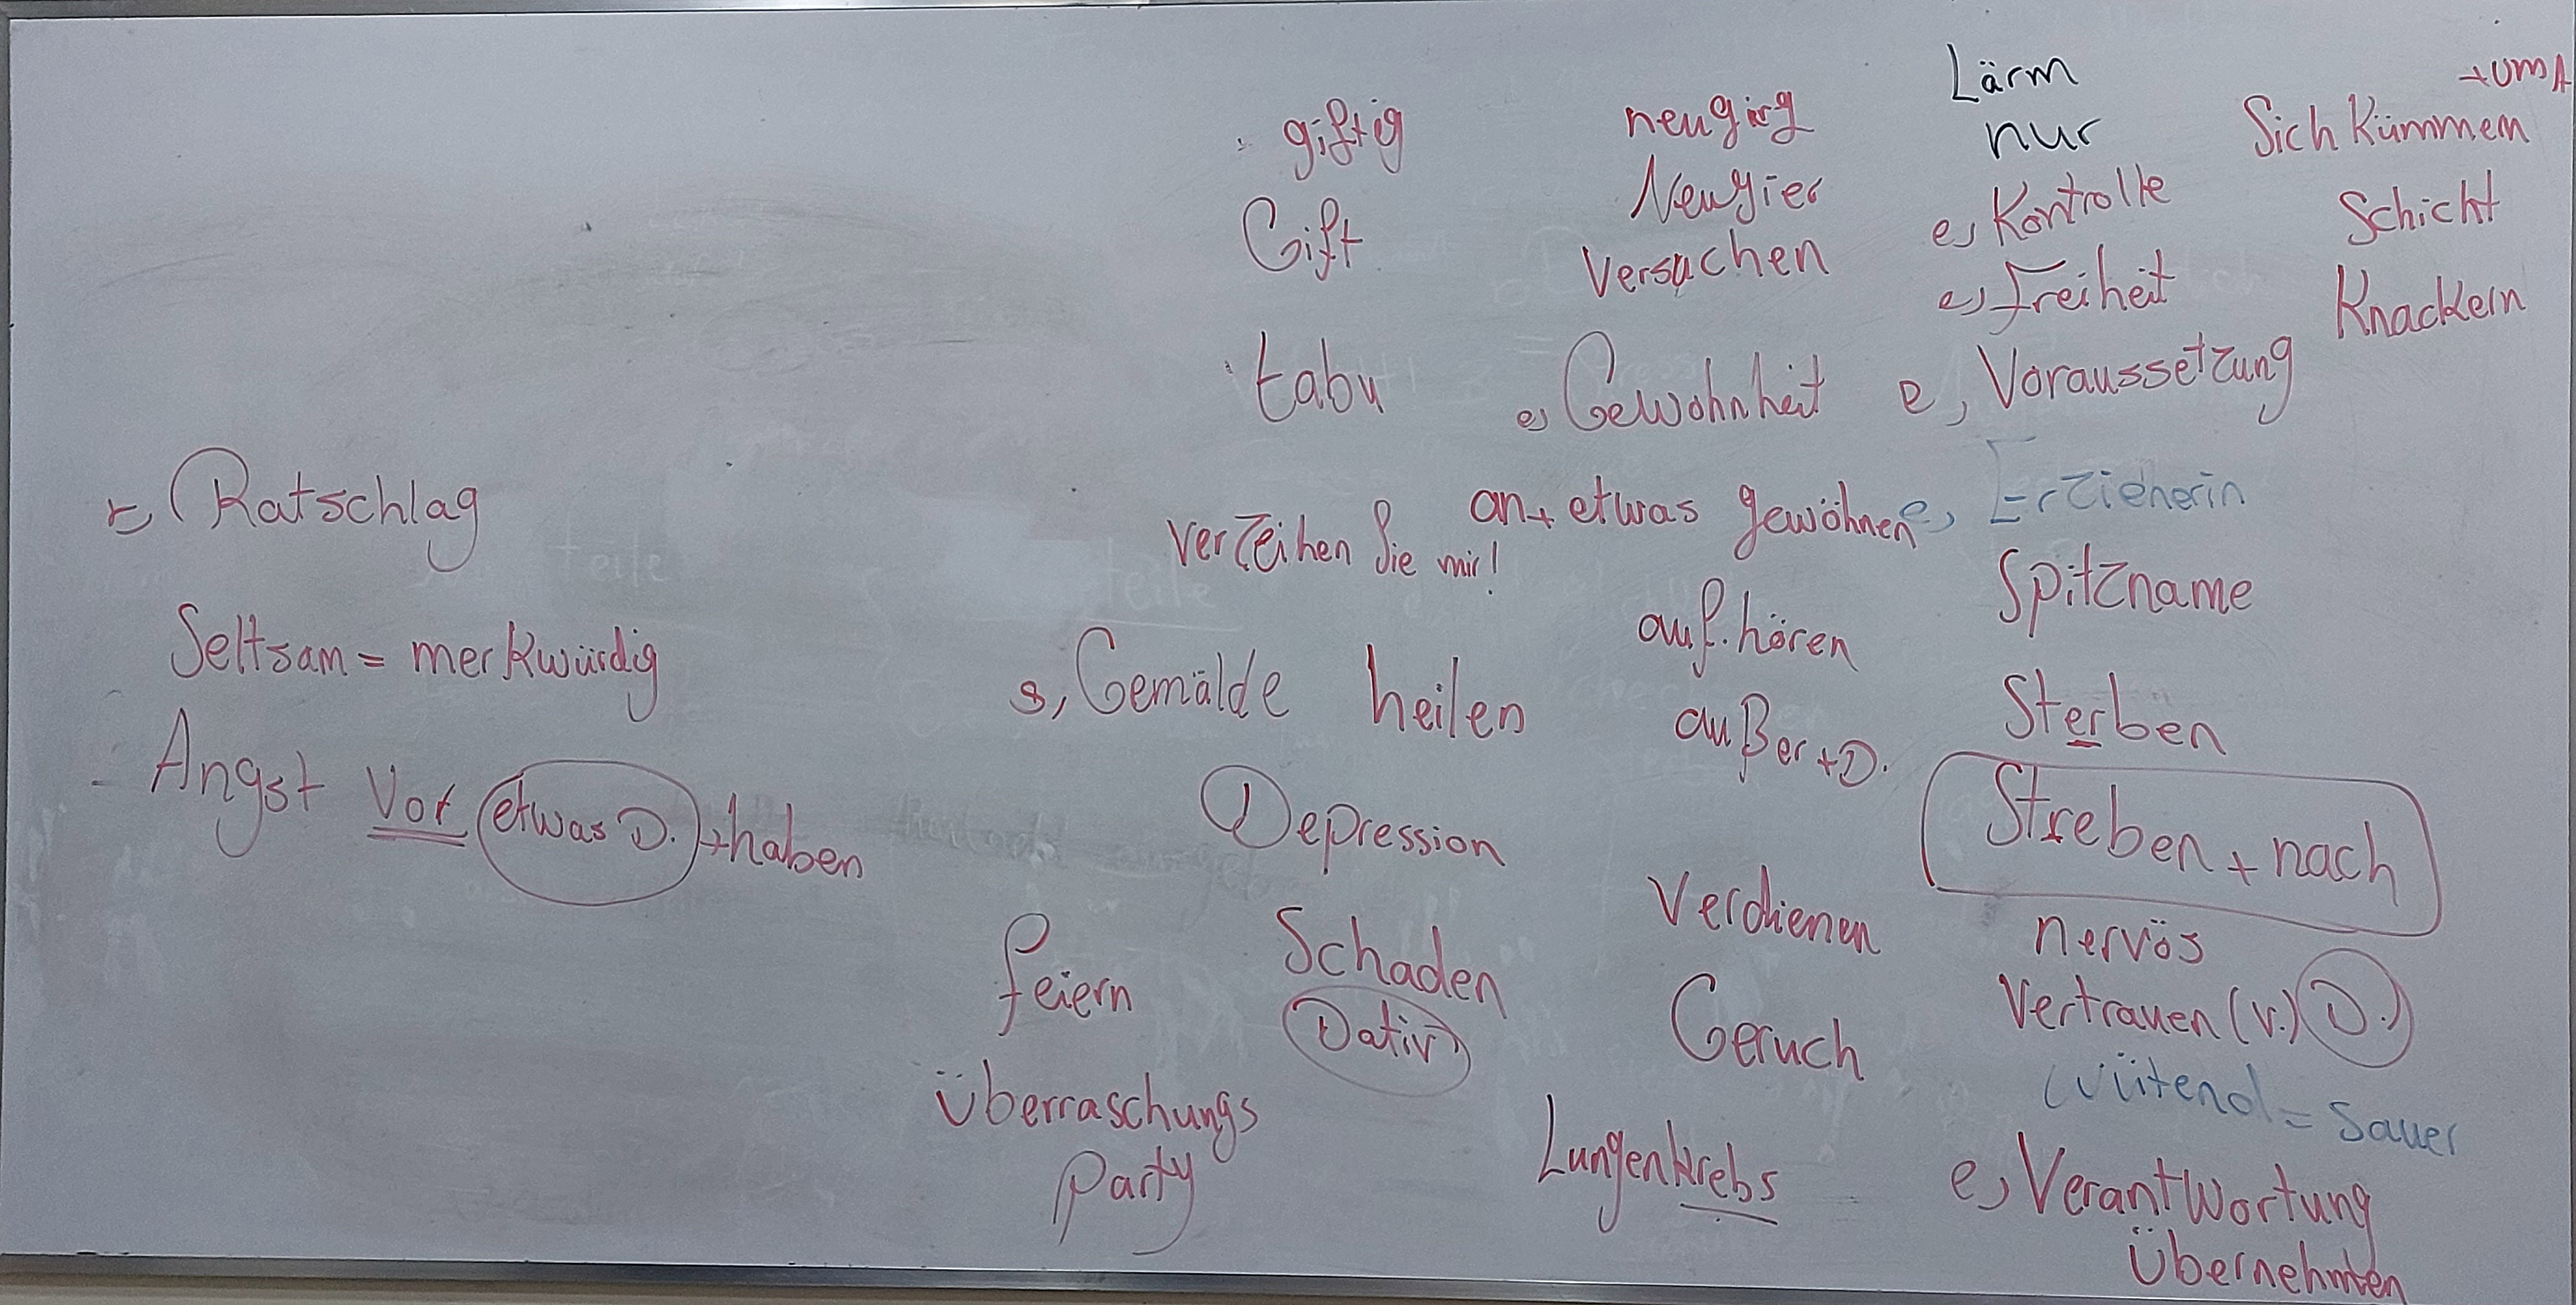 r, Ratschlag
Seltsam = merkwürdig
Angst vor etwas D. + haben
giftig
Gift
tabu
verzeihen Sie mir!
s, Gemälde heilen
Depression
feiern
Schaden
Dativ
überraschungs
Party
neugirg
Neugier
Versuchen
e, Gewohnheit
an + etwas gewöhnen
auf.hören
außer + D.
Verdienen
Geruch
Lungenkrebs
Lärm
nur
e, Kontrolle
e, Freiheit
e, Voraussetzung
e, Erzieherin
Spitzname
Sterben
Streben + nach
nervös
Vertrauen (v.) D.
Wütend = Sauer
e, Verantwortung
übernehmen
+ um A
Sich Kümmern
Schicht
Knackern